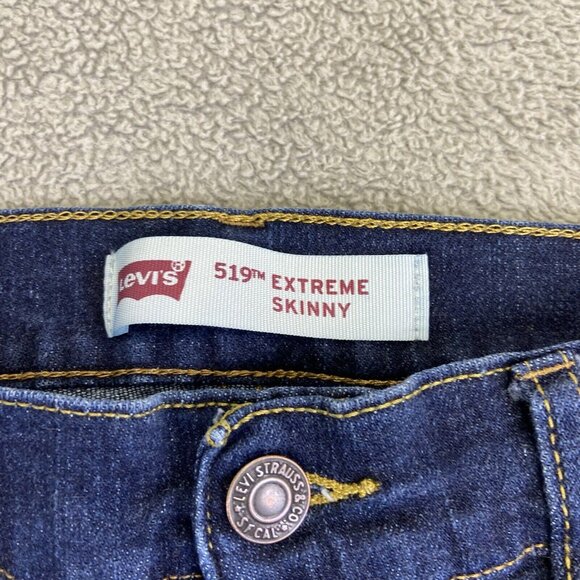 LEVI'S®
519™ EXTREME
SKINNY
LEVI STRAUSS & CO
S.F. CAL